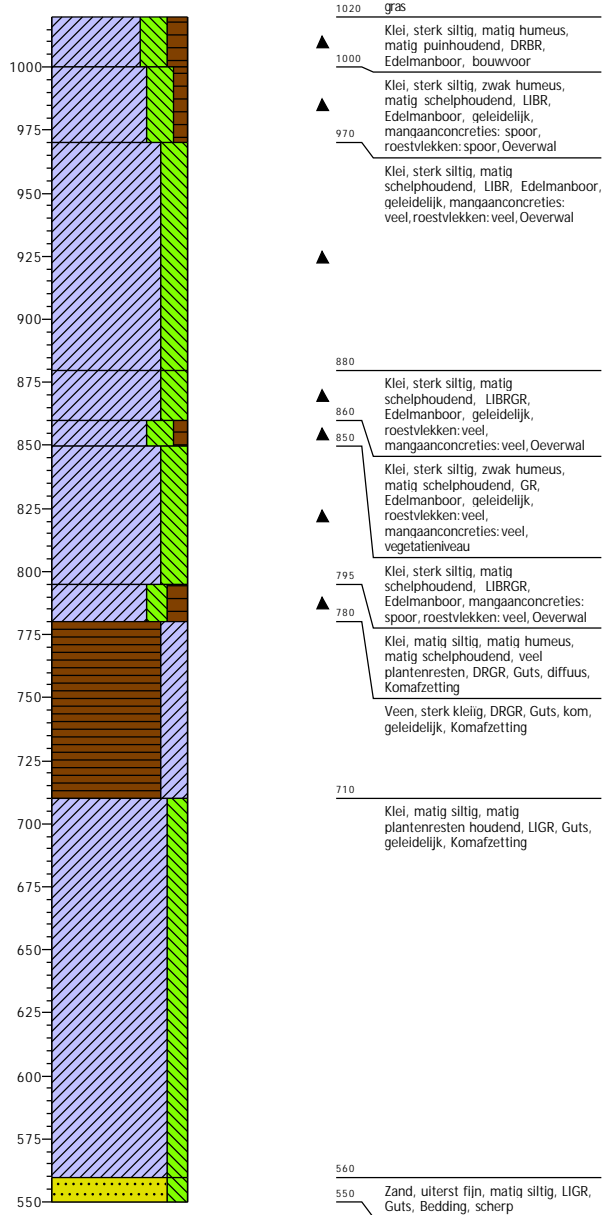 1020
gras
Klei, sterk siltig, matig humeus,
matig puinhoudend, DRBR,
Edelmanboor, bouwvoor
1000
1000
Klei, sterk siltig, zwak humeus,
matig schelphoudend, LIBR,
Edelmanboor, geleidelijk,
mangaanconcreties: spoor,
roestvlekken: spoor, Oeverwal
975
970
Klei, sterk siltig, matig
schelphoudend, LIBR, Edelmanboor,
geleidelijk, mangaanconcreties:
veel, roestvlekken: veel, Oeverwal
950
925
900
880
875
Klei, sterk siltig, matig
schelphoudend, LIBRGR,
Edelmanboor, geleidelijk,
roestvlekken: veel,
mangaanconcreties: veel, Oeverwal
860
850
850
Klei, sterk siltig, zwak humeus,
matig schelphoudend, GR,
Edelmanboor, geleidelijk,
roestvlekken: veel,
mangaanconcreties: veel,
vegetatieniveau
825
800
795
Klei, sterk siltig, matig
schelphoudend, LIBRGR,
Edelmanboor, mangaanconcreties:
spoor, roestvlekken: veel, Oeverwal
780
775
Klei, matig siltig, matig humeus,
matig schelphoudend, veel
plantenresten, DRGR, Guts, diffuus,
Komafzetting
750
Veen, sterk kleiïg, DRGR, Guts, kom,
geleidelijk, Komafzetting
725
710
700
Klei, matig siltig, matig
plantenresten houdend, LIGR, Guts,
geleidelijk, Komafzetting
675
650
625
600
575
560
550
550
Zand, uiterst fijn, matig siltig, LIGR,
Guts, Bedding, scherp